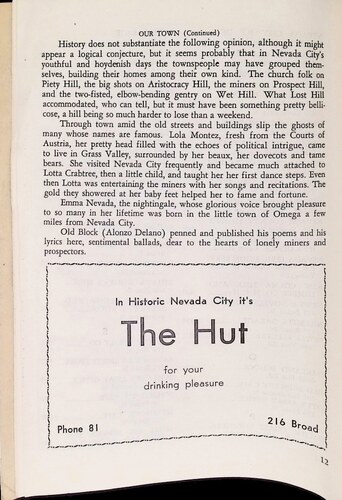 OUR TOWN (Continued)
History does not substantiate the following opinion, although it might
appear a logical conjecture, but it seems probably that in Nevada City's
youthful and hoydenish days the townspeople may have grouped them-
selves, building their homes among their own kind. The church folk on
Piety Hill, the big shots on Aristocracy Hill, the miners on Prospect Hill,
and the two-fisted, elbow-bending gentry on Wet Hill. What Lost Hill
accommodated, who can tell, but it must have been something pretty belli-
cose, a hill being so much harder to lose than a weekend.
Through town amid the old streets and buildings slip the ghosts of
many whose names are famous. Lola Montez, fresh from the Courts of
Austria, her pretty head filled with the echoes of political intrigue, came
to live in Grass Valley, surrounded by her beaux, her dovecots and tame
bears. She visited Nevada City frequently and became much attached to
Lotta Crabtree, then a little child, and taught her her first dance steps. Even
then Lotta was entertaining the miners with her songs and recitations. The
gold they showered at her baby feet helped her to fame and fortune.
Emma Nevada, the nightingale, whose glorious voice brought pleasure
to so many in her lifetime was born in the little town of Omega a few
miles from Nevada City.
Old Block (Alonzo Delano) penned and published his poems and his
lyrics here, sentimental ballads, dear to the hearts of lonely miners and
prospectors.
In Historic Nevada City it's
The Hut
for your
drinking pleasure
Phone 81
216 Broad